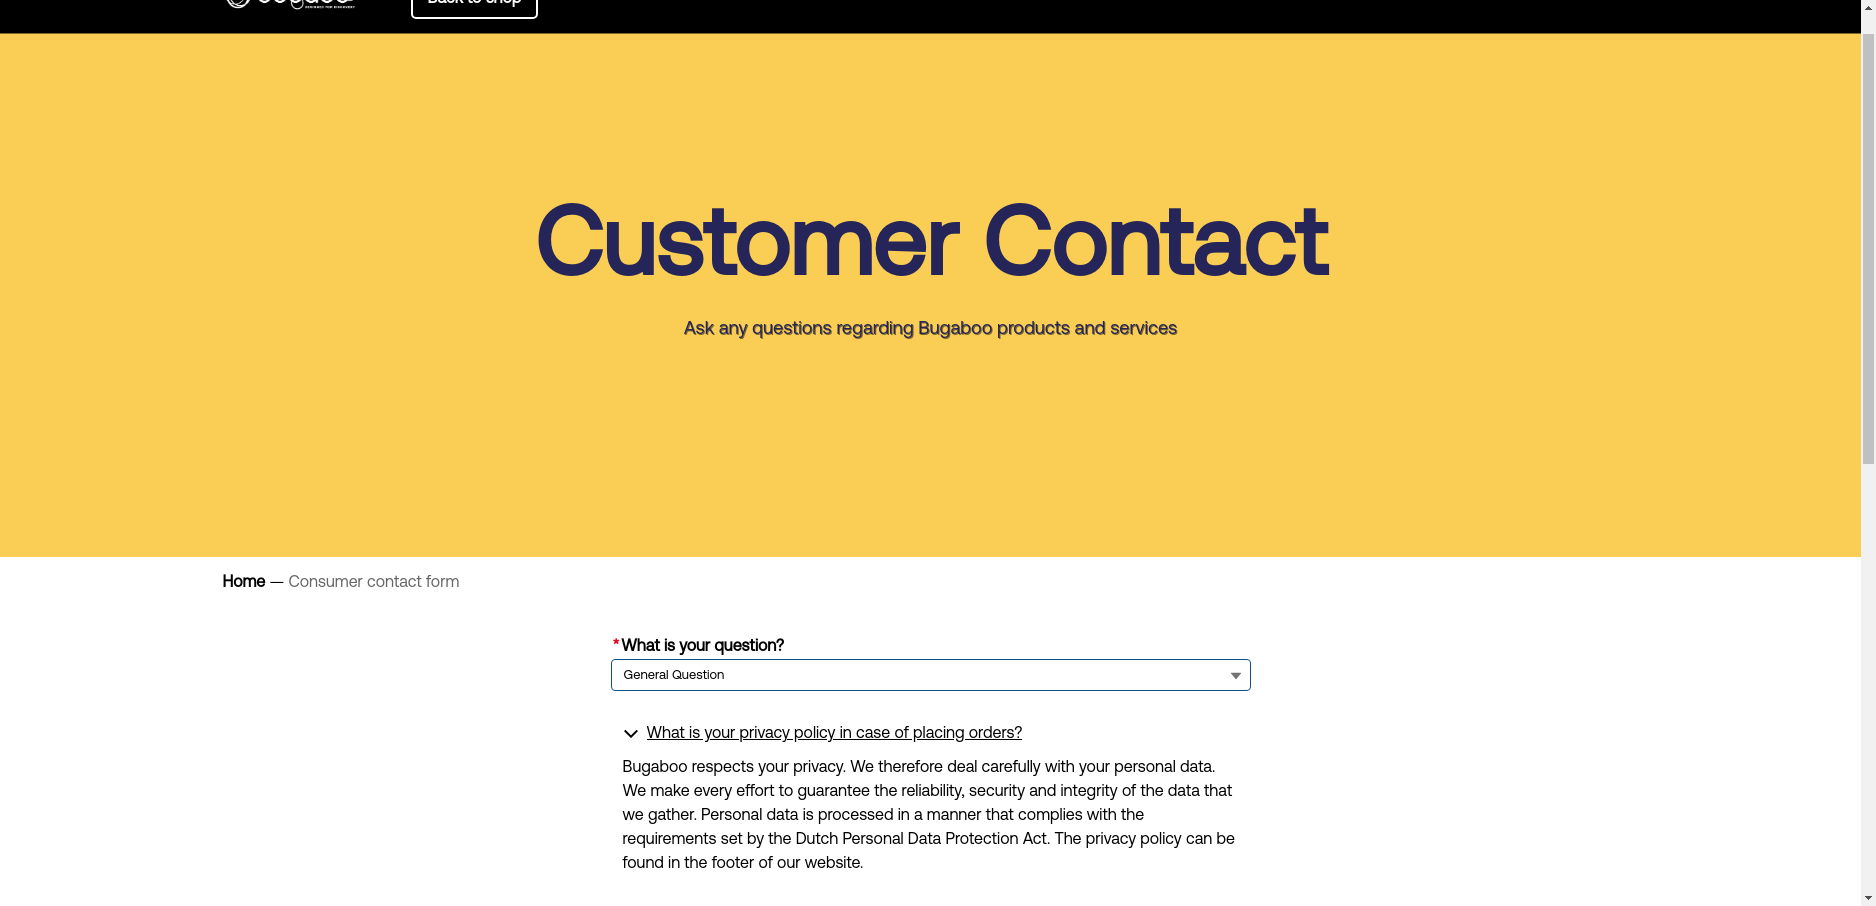 Back to shop
Customer Contact
Ask any questions regarding Bugaboo products and services
Home — Consumer contact form
*What is your question?
General Question
What is your privacy policy in case of placing orders?
Bugaboo respects your privacy. We therefore deal carefully with your personal data.
We make every effort to guarantee the reliability, security and integrity of the data that
we gather. Personal data is processed in a manner that complies with the
requirements set by the Dutch Personal Data Protection Act. The privacy policy can be
found in the footer of our website.